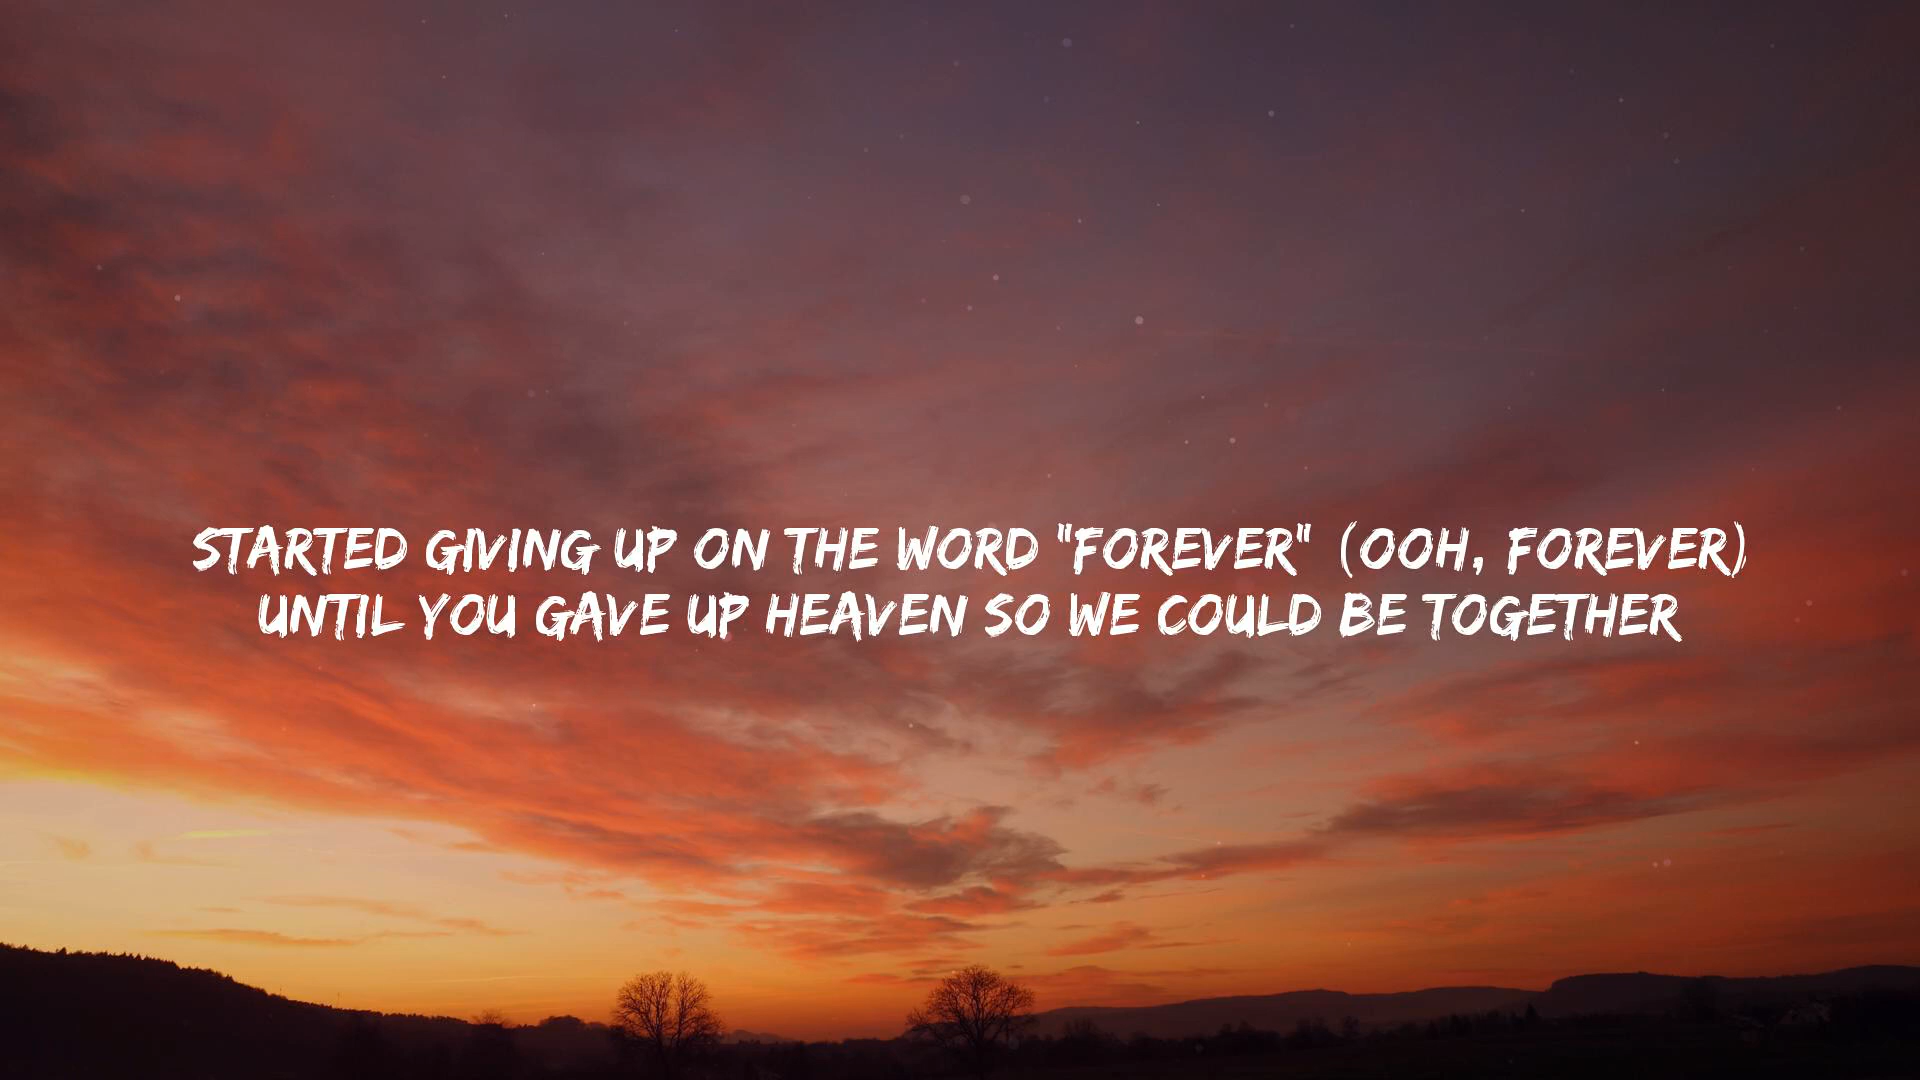 STARTED GIVING UP ON THE WORD "FOREVER" (OOH, FOREVER)
UNTIL YOU GAVE UP HEAVEN SO WE COULD BE TOGETHER